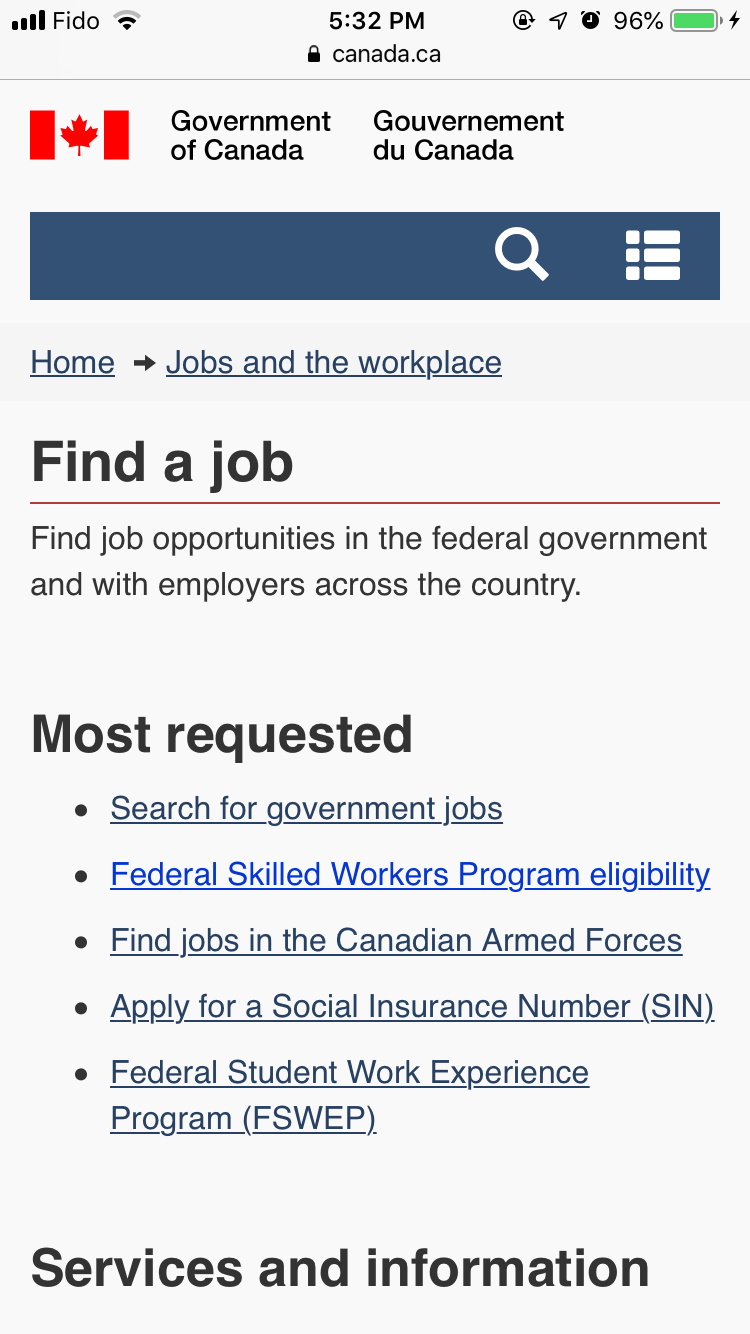 Fido 5:32 PM 96%
canada.ca
Government Gouvernement
of Canada du Canada
Home Jobs and the workplace
Find a job
Find job opportunities in the federal government
and with employers across the country.
Most requested
Search for government jobs
Federal Skilled Workers Program eligibility
Find jobs in the Canadian Armed Forces
Apply for a Social Insurance Number (SIN)
Federal Student Work Experience
Program (FSWEP)
Services and information